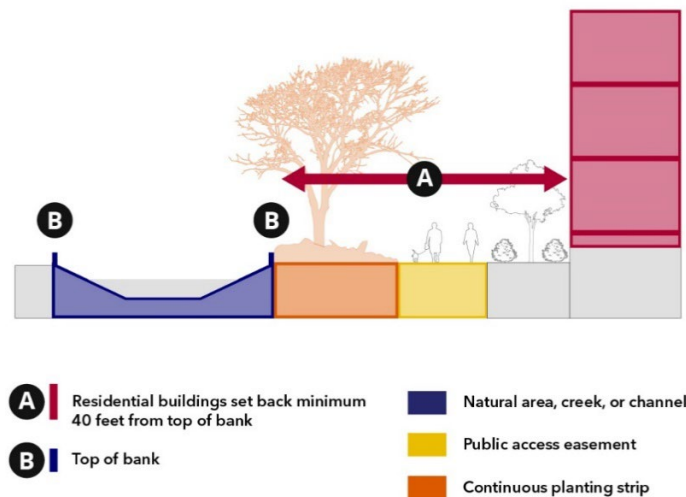 A
B
B
A Residential buildings set back minimum
40 feet from top of bank
B Top of bank
Natural area, creek, or channel
Public access easement
Continuous planting strip